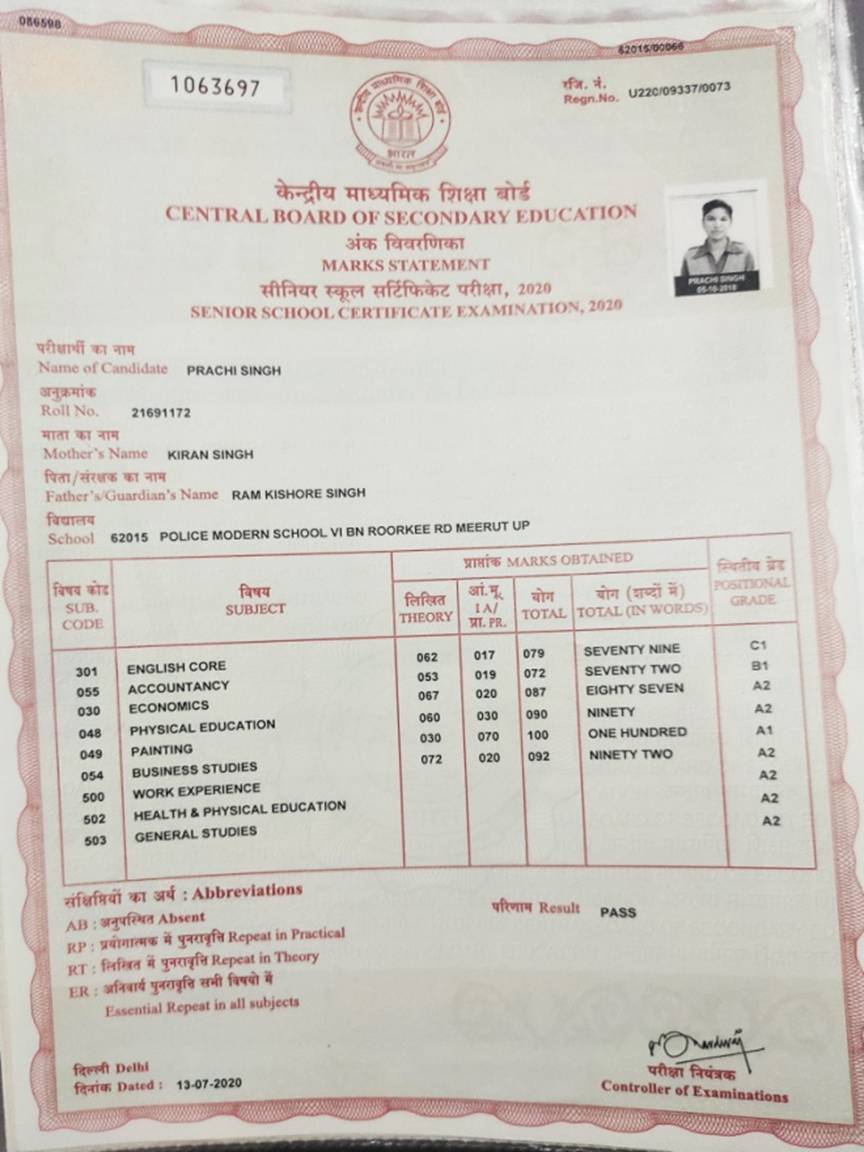 086598
62015/00066
1063697
रजि. नं.
Regn.No. U220/09337/0073
केन्द्रीय माध्यमिक शिक्षा बोर्ड
भारत
केन्द्रीय माध्यमिक शिक्षा बोर्ड
CENTRAL BOARD OF SECONDARY EDUCATION
अंक विवरणिका
MARKS STATEMENT
सीनियर स्कूल सर्टिफिकेट परीक्षा, 2020
SENIOR SCHOOL CERTIFICATE EXAMINATION, 2020
PRACHI SINGH
05-10-2018
परीक्षार्थी का नाम
Name of Candidate PRACHI SINGH
अनुक्रमांक
Roll No. 21691172
माता का नाम
Mother's Name KIRAN SINGH
पिता/संरक्षक का नाम
Father's/Guardian's Name RAM KISHORE SINGH
विद्यालय
School 62015 POLICE MODERN SCHOOL VI BN ROORKEE RD MEERUT UP
विषय कोड SUB. CODE
विषय SUBJECT
प्राप्तांक MARKS OBTAINED
लिखित THEORY
आं.मू. I A/ प्रा. PR.
योग TOTAL
योग (शब्दों में) TOTAL (IN WORDS)
स्थितीय ग्रेड POSITIONAL GRADE
301 ENGLISH CORE 062 017 079 SEVENTY NINE C1
055 ACCOUNTANCY 053 019 072 SEVENTY TWO B1
030 ECONOMICS 067 020 087 EIGHTY SEVEN A2
048 PHYSICAL EDUCATION 060 030 090 NINETY A2
049 PAINTING 030 070 100 ONE HUNDRED A1
054 BUSINESS STUDIES 072 020 092 NINETY TWO A2
500 WORK EXPERIENCE A2
502 HEALTH & PHYSICAL EDUCATION A2
503 GENERAL STUDIES A2
संक्षिप्तियों का अर्थ : Abbreviations
AB : अनुपस्थित Absent
RP : प्रयोगात्मक में पुनरावृत्ति Repeat in Practical
RT : लिखित में पुनरावृत्ति Repeat in Theory
ER : अनिवार्य पुनरावृत्ति सभी विषयो में
Essential Repeat in all subjects
परिणाम Result PASS
दिल्ली Delhi
दिनांक Dated : 13-07-2020
परीक्षा नियंत्रक
Controller of Examinations